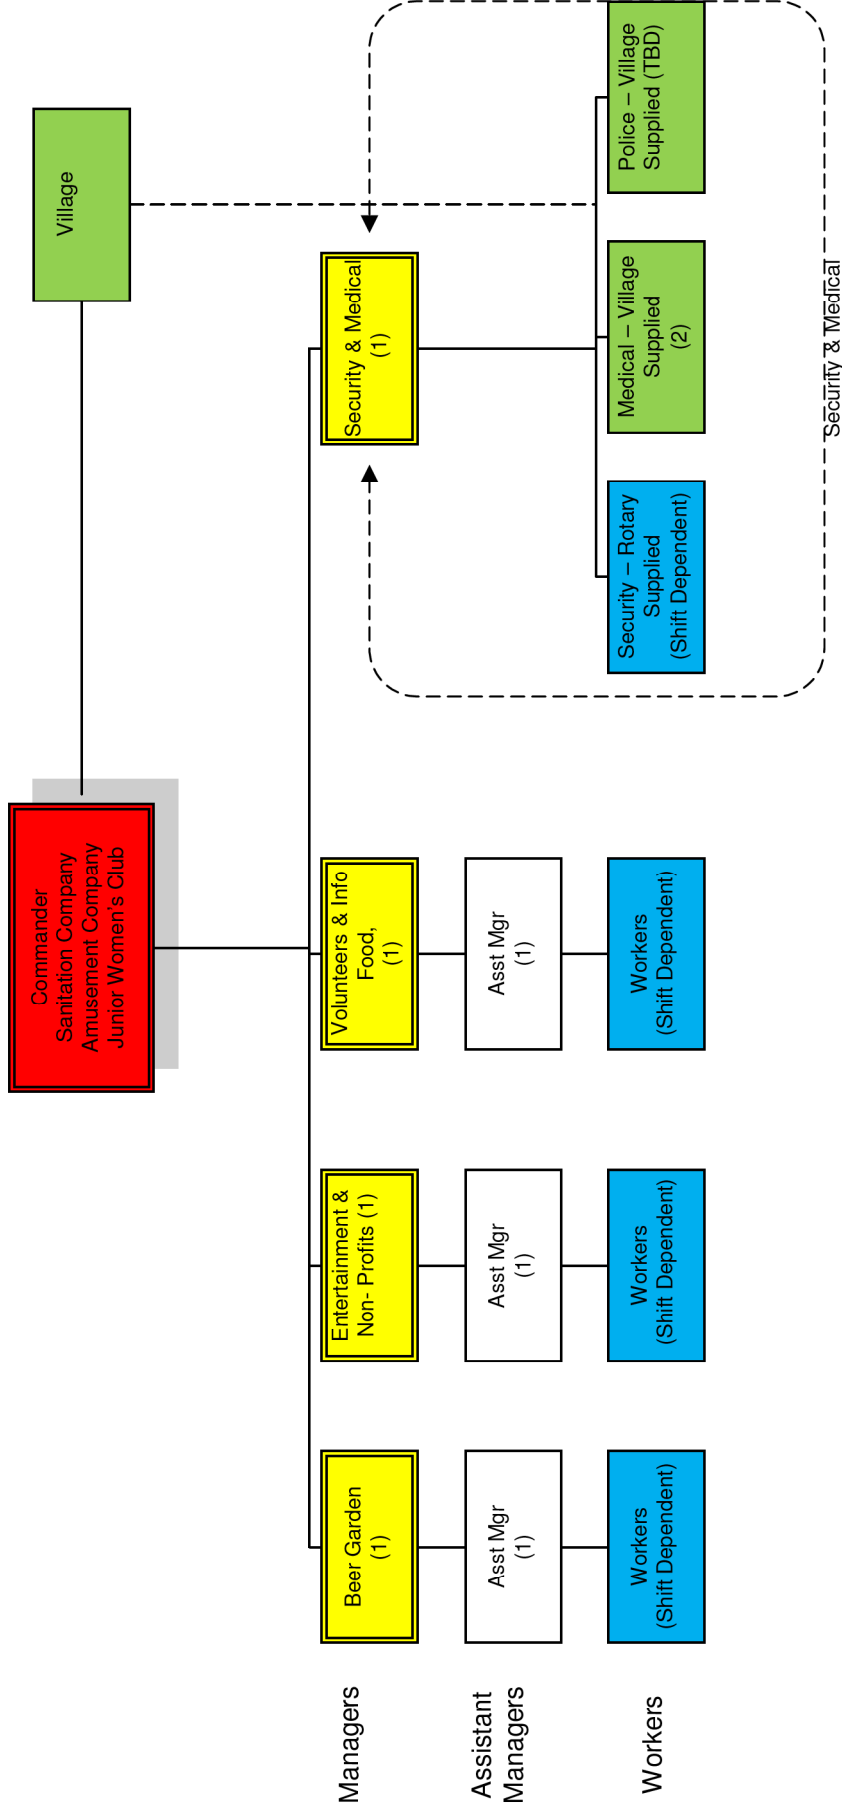 Commander
Sanitation Company
Amusement Company
Junior Women's Club
Village
Managers
Beer Garden
(1)
Entertainment &
Non- Profits (1)
Volunteers & Info
Food,
(1)
Security & Medical
(1)
Assistant
Managers
Asst Mgr
(1)
Asst Mgr
(1)
Asst Mgr
(1)
Workers
Workers
(Shift Dependent)
Workers
(Shift Dependent)
Workers
(Shift Dependent)
Security – Rotary
Supplied
(Shift Dependent)
Medical – Village
Supplied
(2)
Police – Village
Supplied (TBD)
Security & Medical